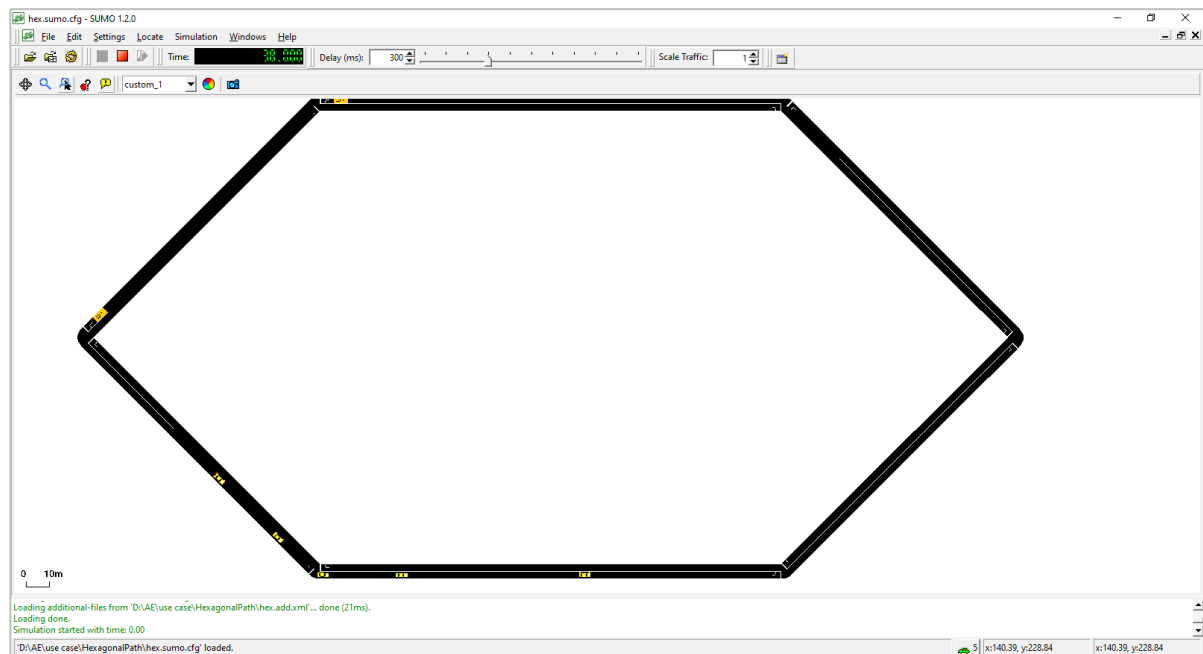 hex.sumo.cfg - SUMO 1.2.0
File Edit Settings Locate Simulation Windows Help
Time: 38.000 Delay (ms): 300 Scale Traffic: 1
custom_1
0 10m
Loading additional-files from 'D:\AE\use case\HexagonalPath\hex.add.xml'... done (21ms).
Loading done.
Simulation started with time: 0.00
'D:\AE\use case\HexagonalPath\hex.sumo.cfg' loaded. 5 x:140.39, y:228.84 x:140.39, y:228.84